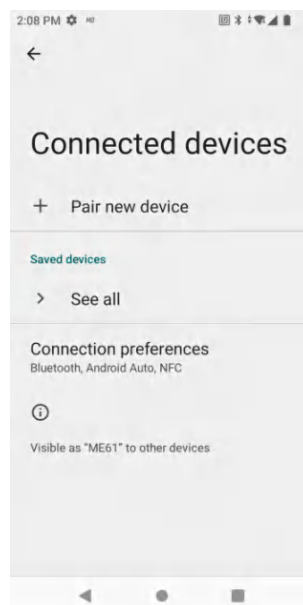 2:08 PM
Connected devices
Pair new device
Saved devices
See all
Connection preferences
Bluetooth, Android Auto, NFC
Visible as "ME61" to other devices